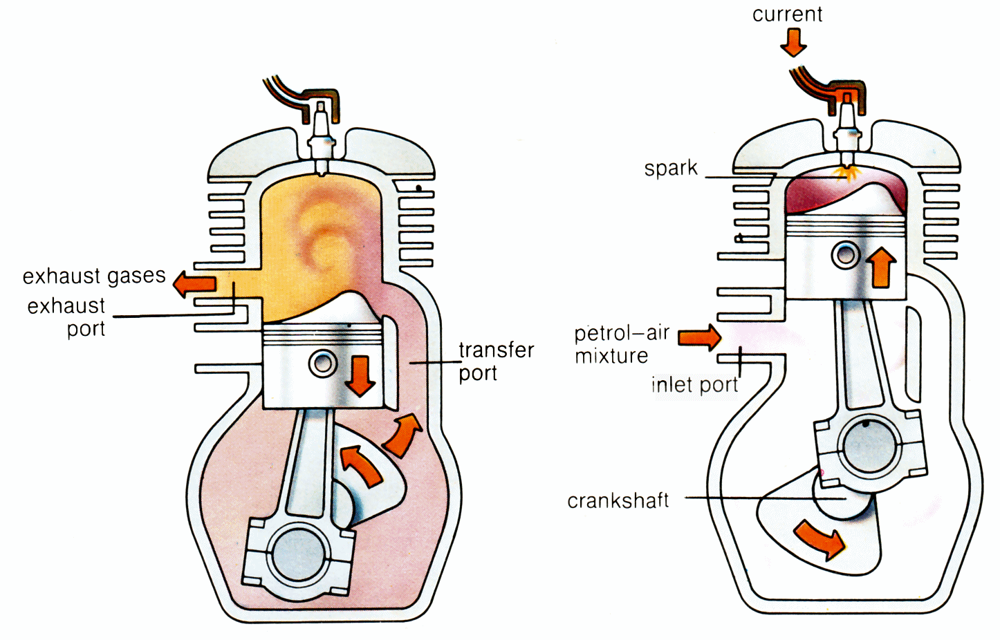 current
spark
exhaust gases
exhaust
port
transfer
port
petrol–air
mixture
inlet port
crankshaft